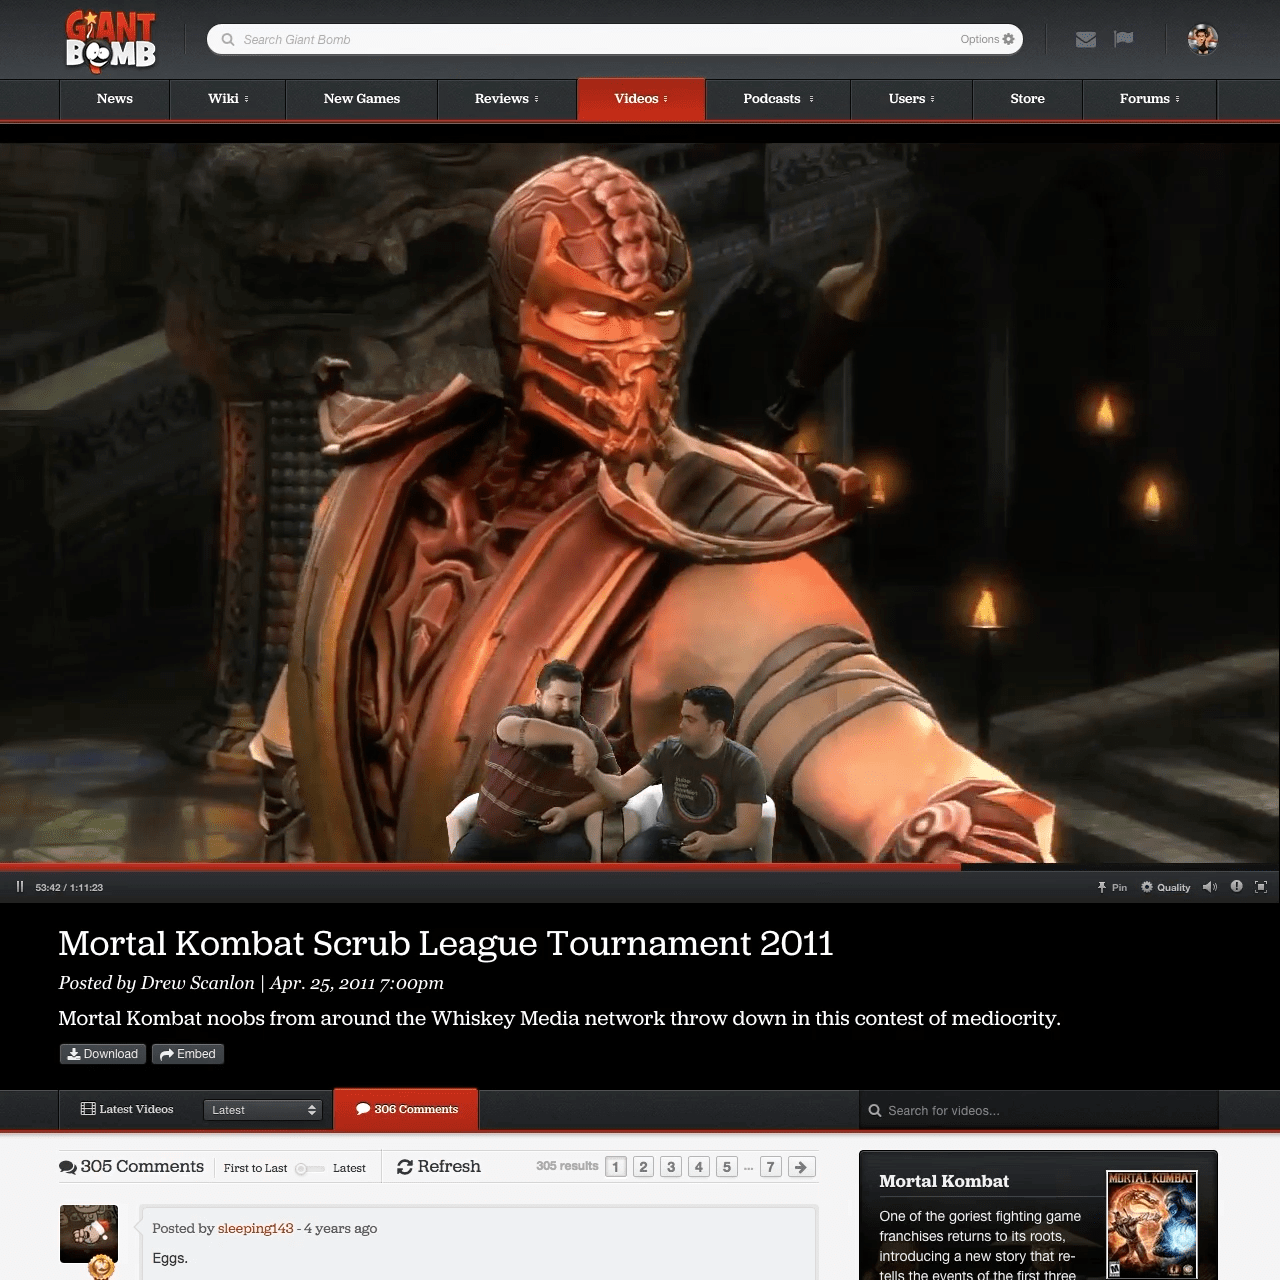 GIANT BOMB
Search Giant Bomb
Options
News
Wiki
New Games
Reviews
Videos
Podcasts
Users
Store
Forums
53:42 / 1:11:23
Pin
Quality
Mortal Kombat Scrub League Tournament 2011
Posted by Drew Scanlon | Apr. 25, 2011 7:00pm
Mortal Kombat noobs from around the Whiskey Media network throw down in this contest of mediocrity.
Download
Embed
Latest Videos
Latest
306 Comments
Search for videos...
305 Comments
First to Last
Latest
Refresh
305 results
1 2 3 4 5 ... 7
Posted by sleeping143 - 4 years ago
Eggs.
Mortal Kombat
One of the goriest fighting game
franchises returns to its roots,
introducing a new story that re-
tells the events of the first three
MORTAL KOMBAT